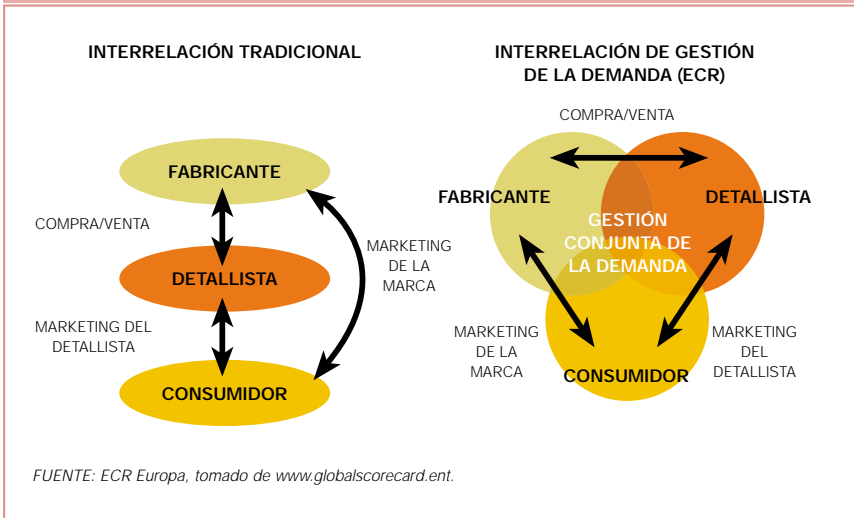 INTERRELACIÓN TRADICIONAL
FABRICANTE
COMPRA/VENTA
MARKETING
DE LA
MARCA
DETALLISTA
MARKETING DEL
DETALLISTA
CONSUMIDOR
INTERRELACIÓN DE GESTIÓN
DE LA DEMANDA (ECR)
COMPRA/VENTA
FABRICANTE
DETALLISTA
GESTIÓN
CONJUNTA DE
LA DEMANDA
MARKETING
DE LA
MARCA
MARKETING
DEL
DETALLISTA
CONSUMIDOR
FUENTE: ECR Europa, tomado de www.globalscorecard.ent.